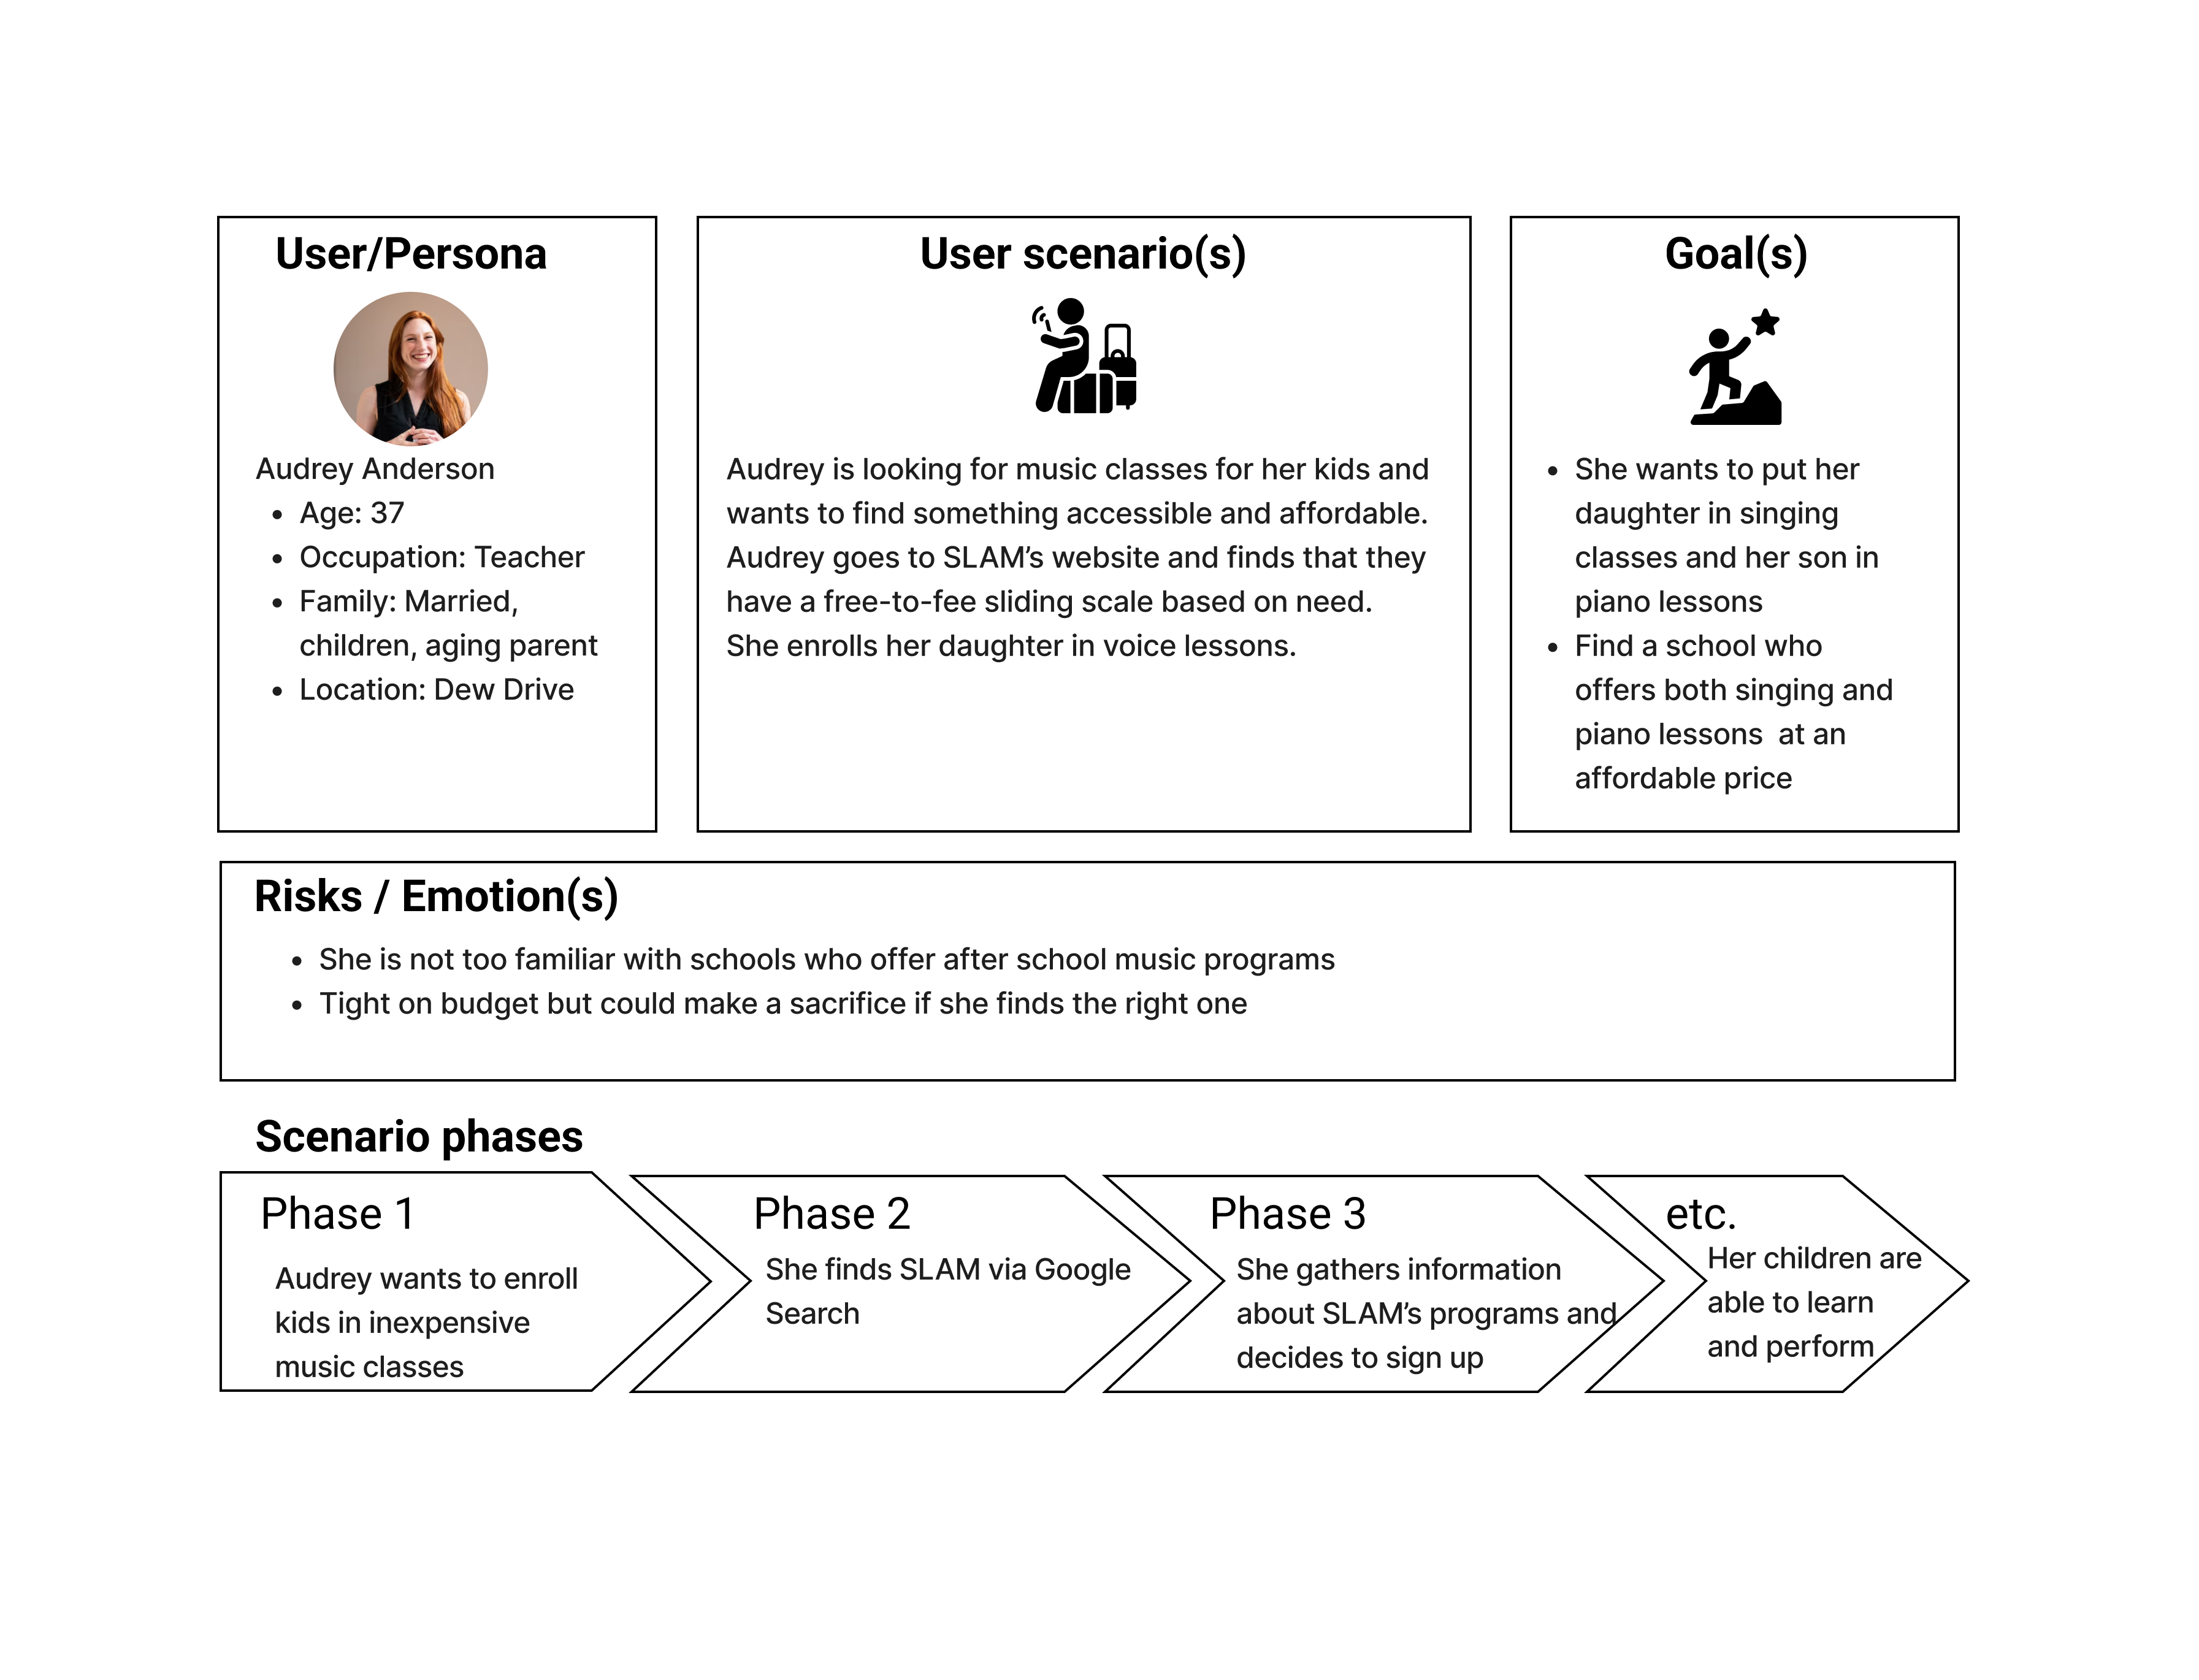 User/Persona
Audrey Anderson
• Age: 37
• Occupation: Teacher
• Family: Married,
children, aging parent
• Location: Dew Drive
User scenario(s)
Audrey is looking for music classes for her kids and
wants to find something accessible and affordable.
Audrey goes to SLAM’s website and finds that they
have a free-to-fee sliding scale based on need.
She enrolls her daughter in voice lessons.
Goal(s)
• She wants to put her
daughter in singing
classes and her son in
piano lessons
• Find a school who
offers both singing and
piano lessons  at an
affordable price
Risks / Emotion(s)
• She is not too familiar with schools who offer after school music programs
• Tight on budget but could make a sacrifice if she finds the right one
Scenario phases
Phase 1
Audrey wants to enroll
kids in inexpensive
music classes
Phase 2
She finds SLAM via Google
Search
Phase 3
She gathers information
about SLAM’s programs and
decides to sign up
etc.
Her children are
able to learn
and perform